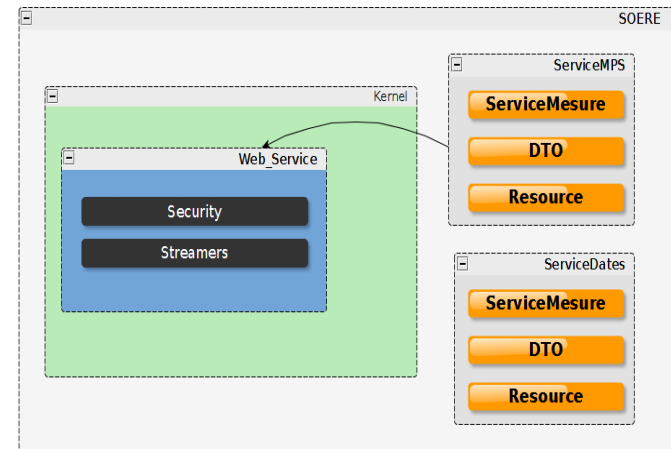 SOERE
ServiceMPS
ServiceMesure
DTO
Resource
Kernel
Web_Service
Security
Streamers
ServiceDates
ServiceMesure
DTO
Resource